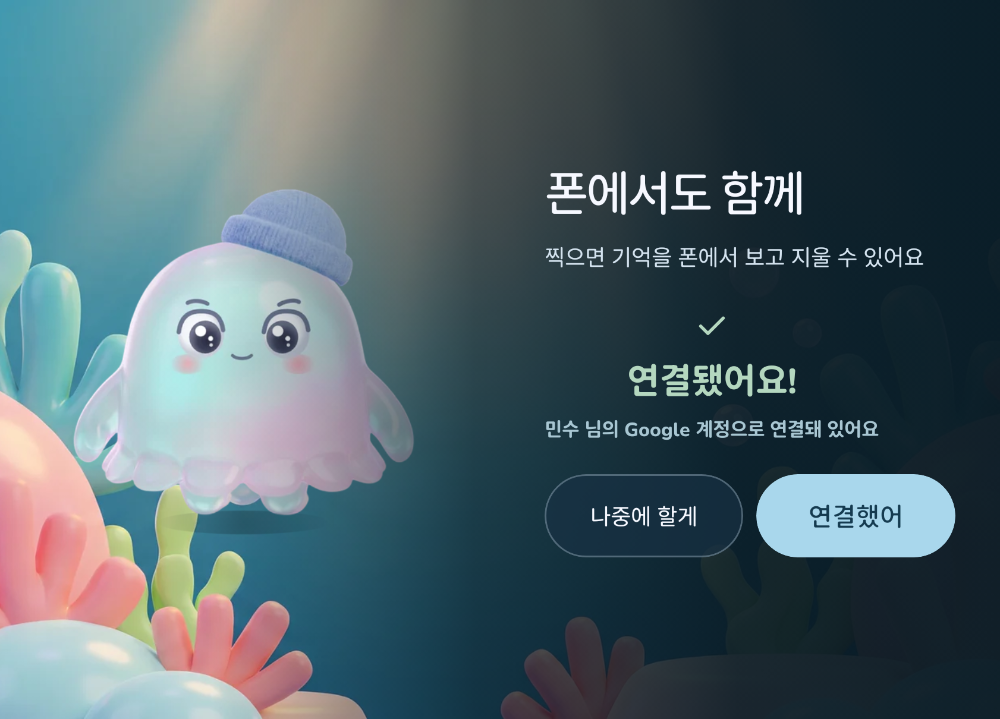 폰에서도 함께
찍으면 기억을 폰에서 보고 지울 수 있어요
연결됐어요!
민수 님의 Google 계정으로 연결돼 있어요
나중에 할게
연결했어